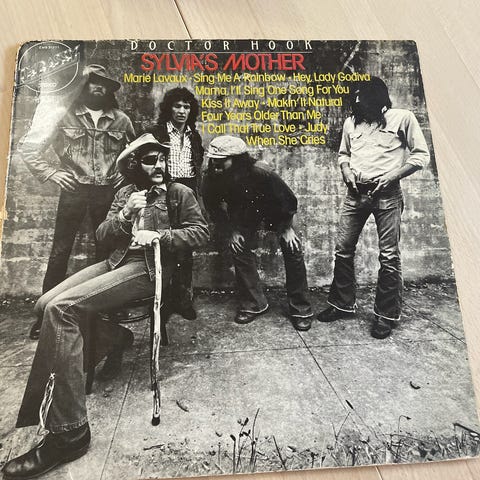 DOCTOR HOOK
SYLVIA'S MOTHER
Marie Lavaux • Sing Me A Rainbow • Hey, Lady Godiva
Mama, I'll Sing One Song For You
Kiss It Away • Makin' It Natural
Four Years Older Than Me
I Call That True Love • Judy
When She Cries